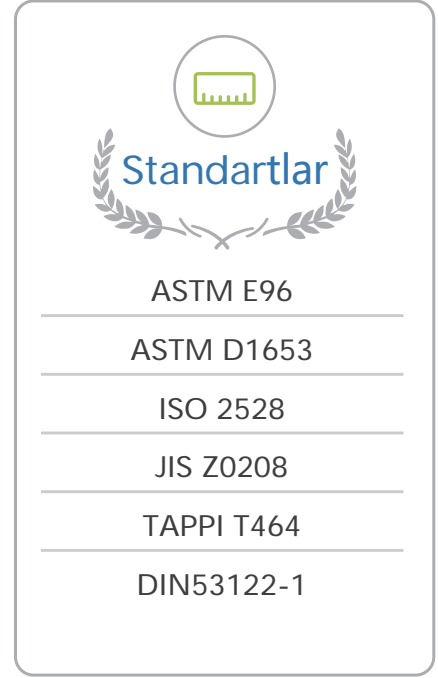 Standartlar
ASTM E96
ASTM D1653
ISO 2528
JIS Z0208
TAPPI T464
DIN53122-1